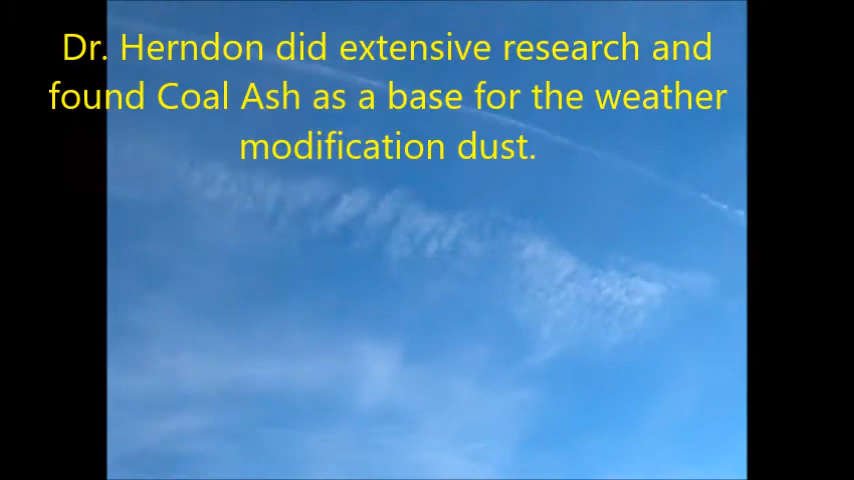 Dr. Herndon did extensive research and
found Coal Ash as a base for the weather
modification dust.